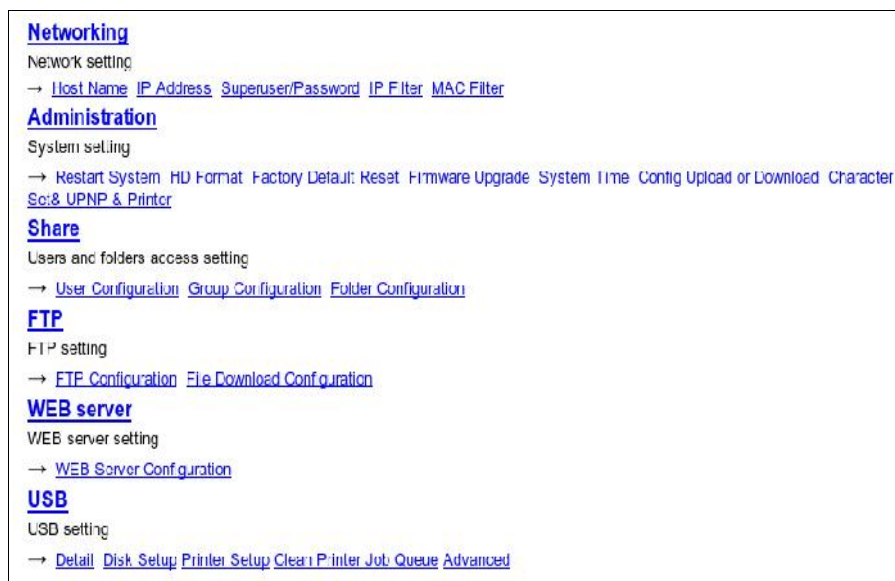 Networking
Network setting
→ Host Name IP Address Superuser/Password IP Filter MAC Filter
Administration
System setting
→ Restart System HD Format Factory Default Reset Firmware Upgrade System Time Config Upload or Download Character
Set& UPNP & Printer
Share
Users and folders access setting
→ User Configuration Group Configuration Folder Configuration
FTP
FTP setting
→ FTP Configuration File Download Configuration
WEB server
WEB server setting
→ WEB Server Configuration
USB
USB setting
→ Detail Disk Setup Printer Setup Clean Printer Job Queue Advanced